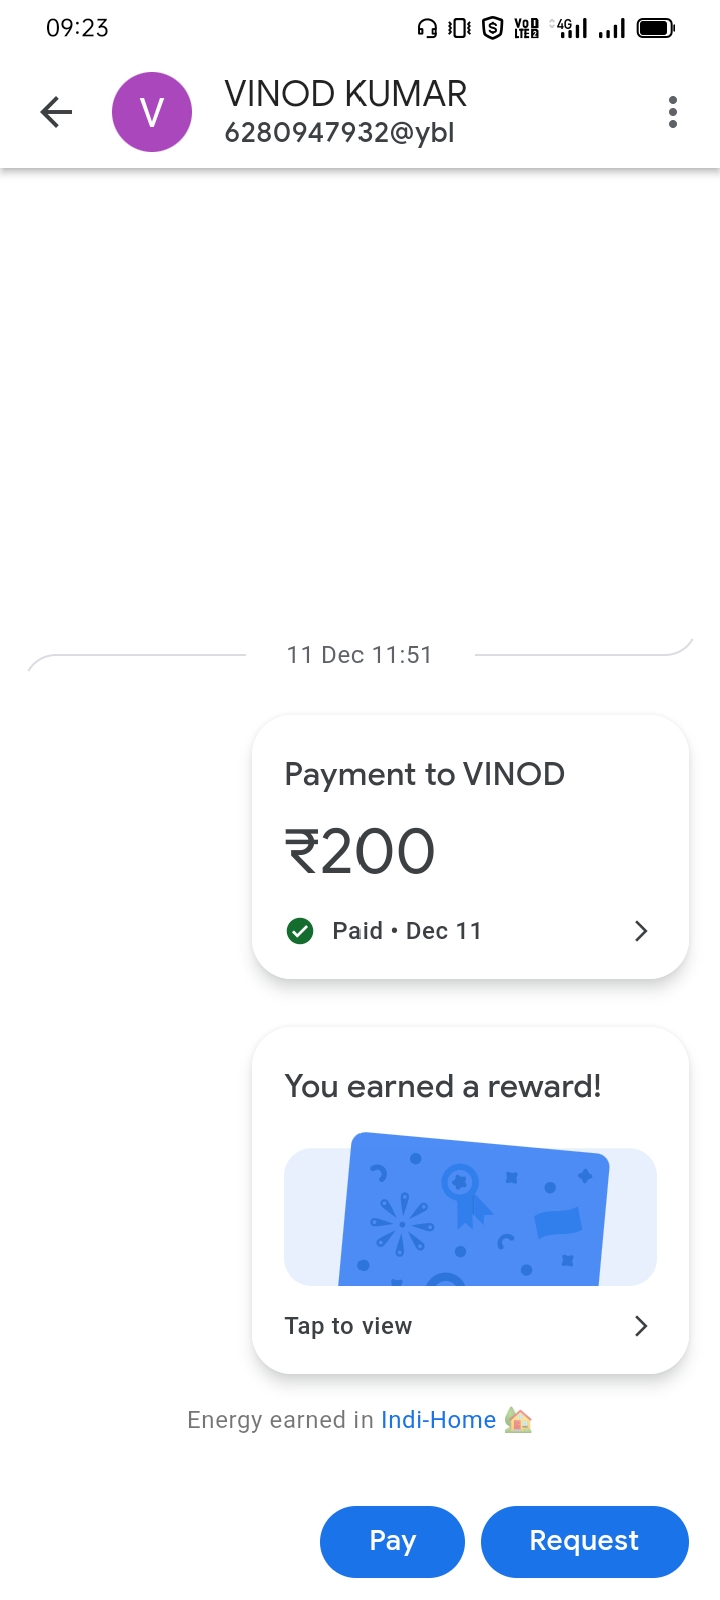 09:23
VoD
LTE2
4G
V
VINOD KUMAR
6280947932@ybl
11 Dec 11:51
Payment to VINOD
₹200
Paid • Dec 11
You earned a reward!
Tap to view
Energy earned in Indi-Home 🏡
Pay
Request